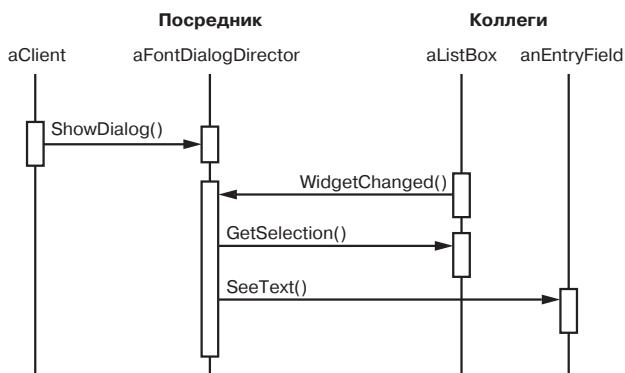 Посредник
Коллеги
aClient
aFontDialogDirector
aListBox
anEntryField
ShowDialog()
WidgetChanged()
GetSelection()
SeeText()